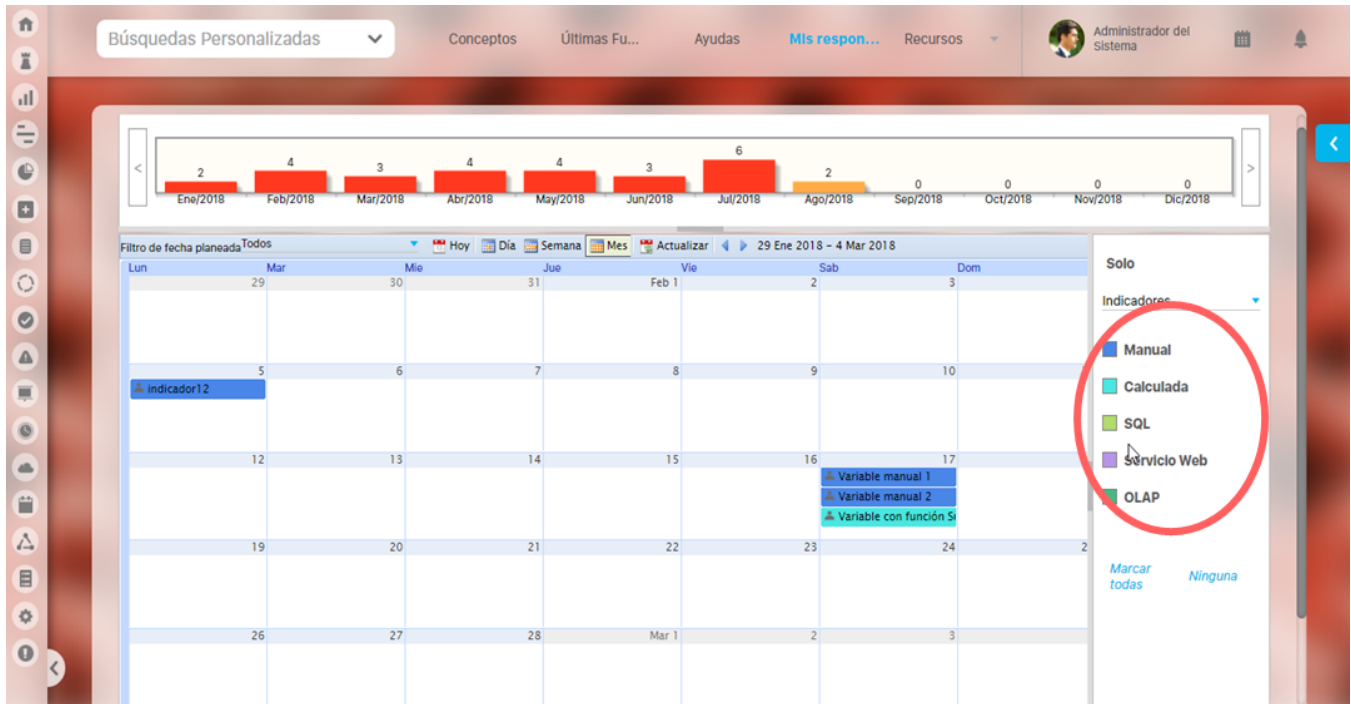 Búsquedas Personalizadas
Conceptos
Últimas Fu...
Ayudas
Mis respon...
Recursos
Administrador del
Sistema
<
2
4
3
4
4
3
6
2
0
0
0
0
>
Ene/2018
Feb/2018
Mar/2018
Abr/2018
May/2018
Jun/2018
Jul/2018
Ago/2018
Sep/2018
Oct/2018
Nov/2018
Dic/2018
Filtro de fecha planeada Todos
Hoy
Día
Semana
Mes
Actualizar
29 Ene 2018 - 4 Mar 2018
Lun
Mar
Mie
Jue
Vie
Sab
Dom
29
30
31
Feb 1
2
3
5
6
7
8
9
10
indicador12
12
13
14
15
16
17
Variable manual 1
Variable manual 2
Variable con función
19
20
21
22
23
24
2
26
27
28
Mar 1
2
3
Solo
Indicadores
Manual
Calculada
SQL
Servicio Web
OLAP
Marcar
todas
Ninguna